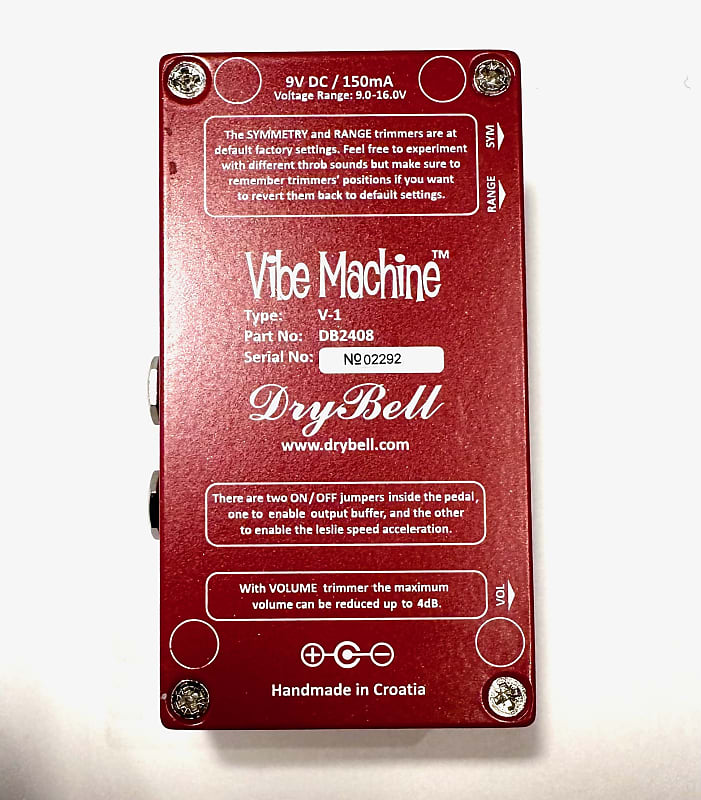 9V DC / 150mA
Voltage Range: 9.0-16.0V
The SYMMETRY and RANGE trimmers are at
default factory settings. Feel free to experiment
with different throb sounds but make sure to
remember trimmers' positions if you want
to revert them back to default settings.
SYM
RANGE
Vibe Machine™
Type: V-1
Part No: DB2408
Serial No: № 02292
DryBell
www.drybell.com
There are two ON/OFF jumpers inside the pedal,
one to enable output buffer, and the other
to enable the leslie speed acceleration.
With VOLUME trimmer the maximum
volume can be reduced up to 4dB.
VOL
Handmade in Croatia